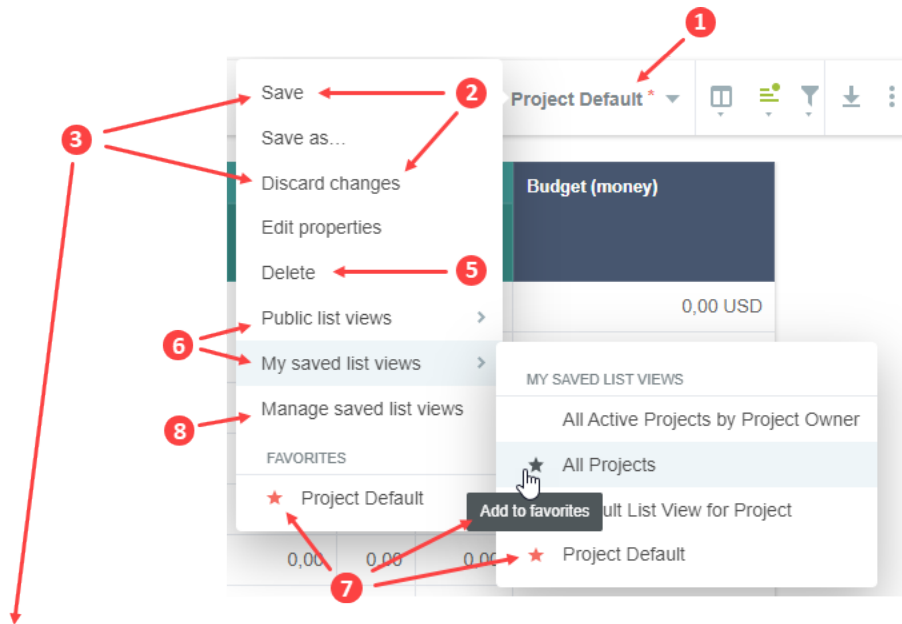 1
Save
2
Project Default *
3
Save as...
Discard changes
Budget (money)
Edit properties
Delete
5
Public list views
0,00 USD
6
My saved list views
MY SAVED LIST VIEWS
Manage saved list views
All Active Projects by Project Owner
8
FAVORITES
All Projects
Project Default
Add to favorites
ult List View for Project
0,00
0,00
0,00
Project Default
7